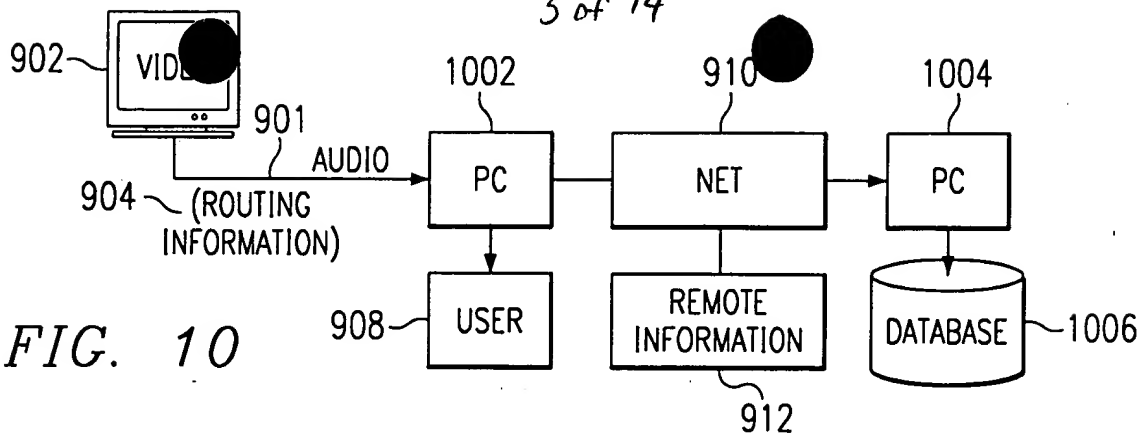 5 of 14
902
VID
1002
910
1004
901
AUDIO
PC
NET
PC
904
(ROUTING
INFORMATION)
908
USER
REMOTE
INFORMATION
DATABASE
1006
FIG. 10
912